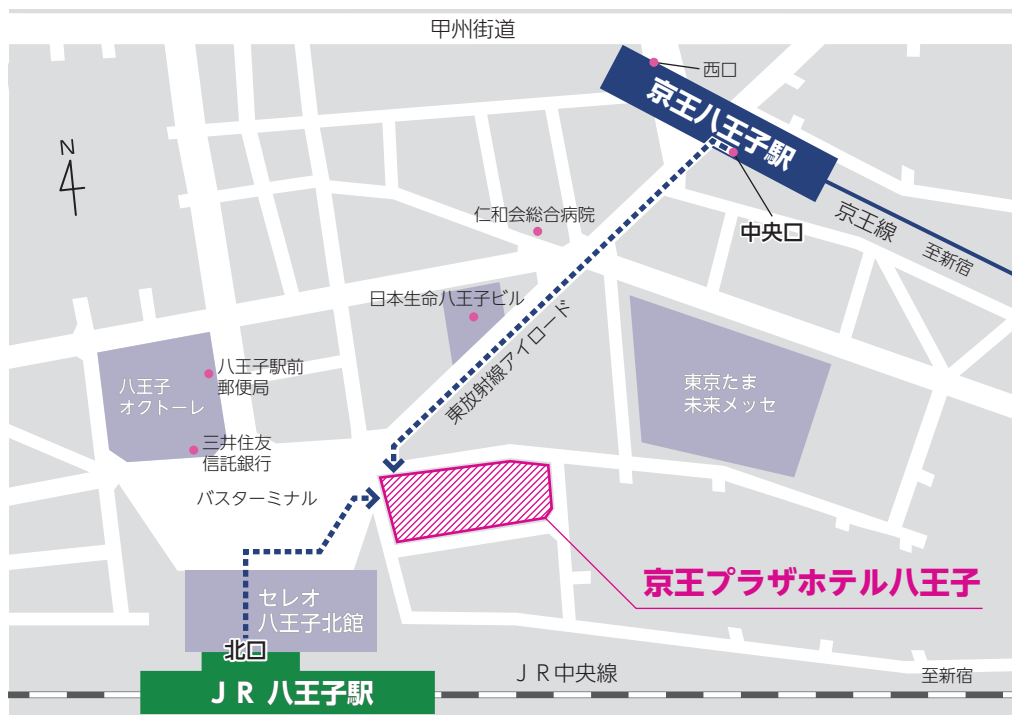 甲州街道
西口
京王八王子駅
N
仁和会総合病院
中央口
京王線
至新宿
日本生命八王子ビル
東放射線アイロード
八王子駅前
郵便局
八王子
オクトーレ
東京たま
未来メッセ
三井住友
信託銀行
バスターミナル
京王プラザホテル八王子
セレオ
八王子北館
北口
JR 八王子駅
JR中央線
至新宿